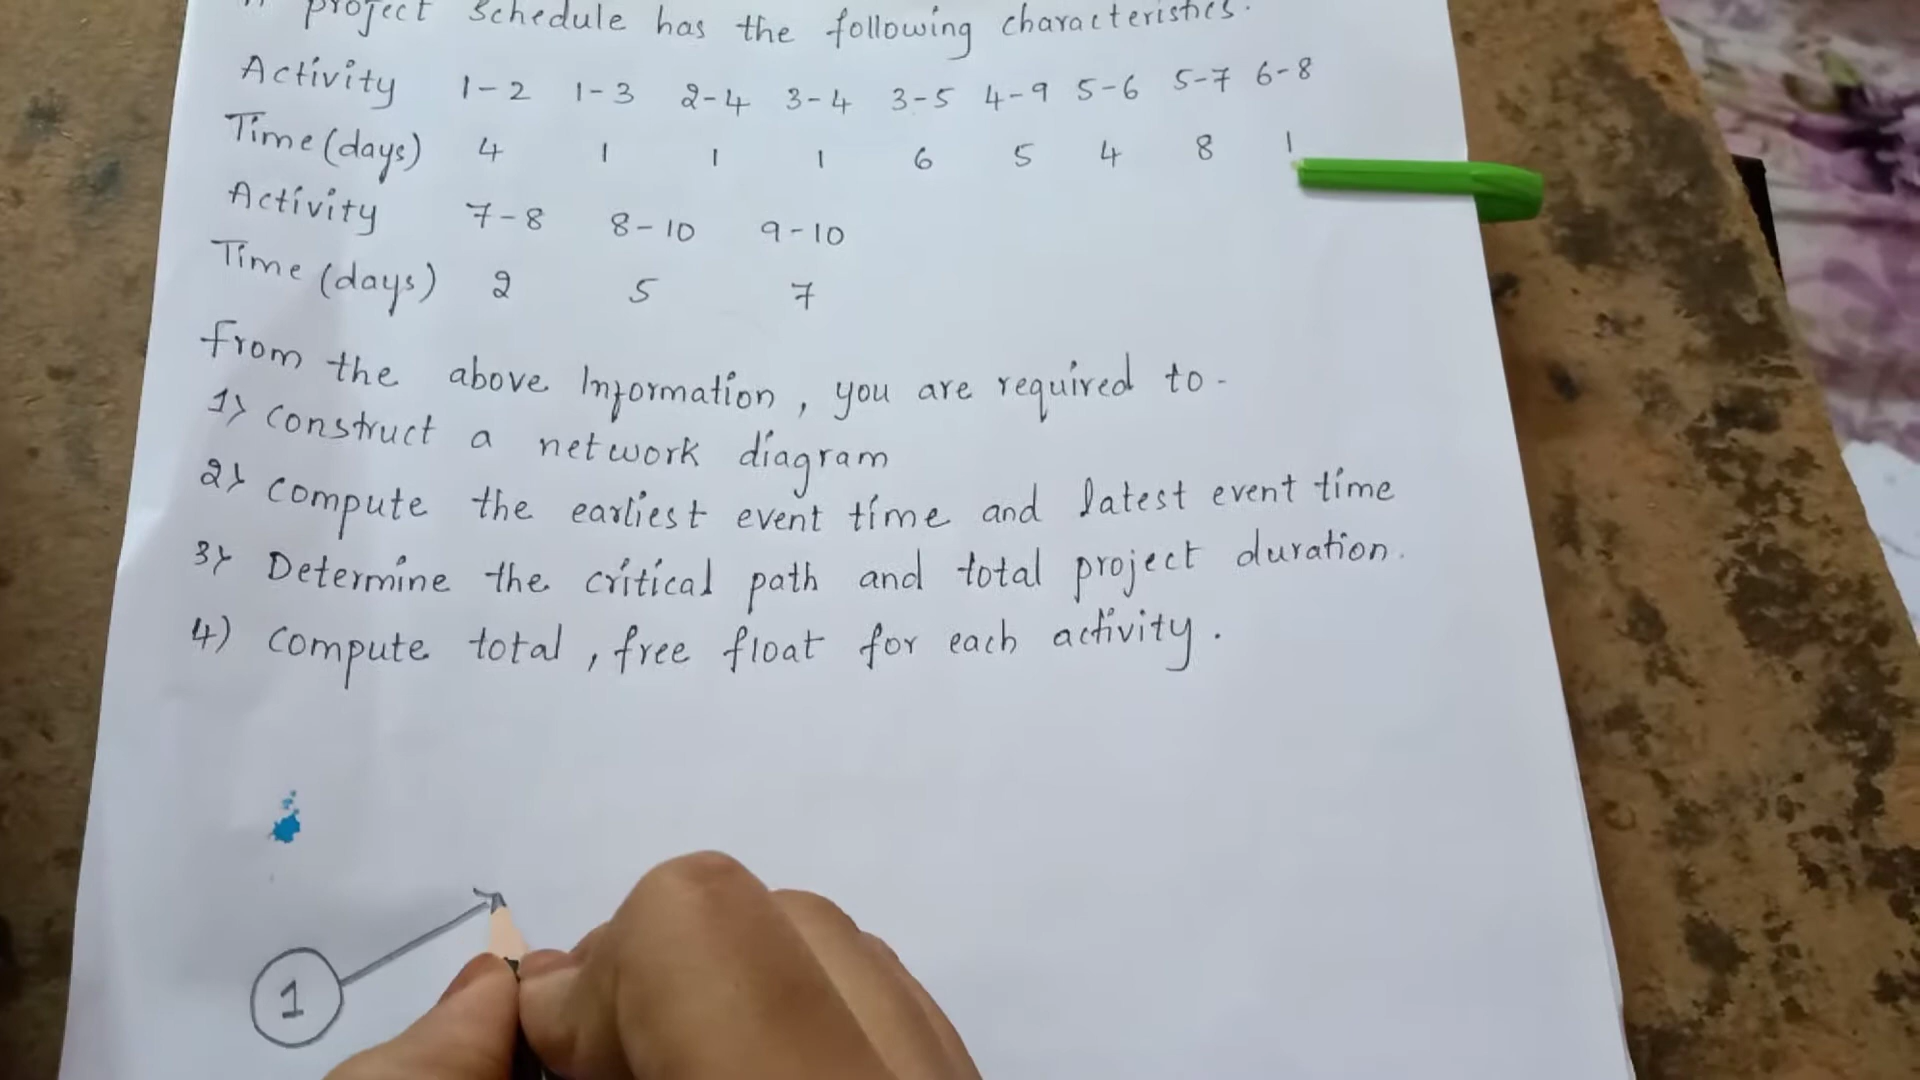 project Schedule has the following characteristics.
Activity 1-2 1-3 2-4 3-4 3-5 4-9 5-6 5-7 6-8
Time (days) 4 1 1 1 6 5 4 8 1
Activity 7-8 8-10 9-10
Time (days) 2 5 7
From the above Information, you are required to -
1) Construct a network diagram
2) compute the earliest event time and latest event time
3) Determine the critical path and total project duration.
4) compute total, free float for each activity.
1